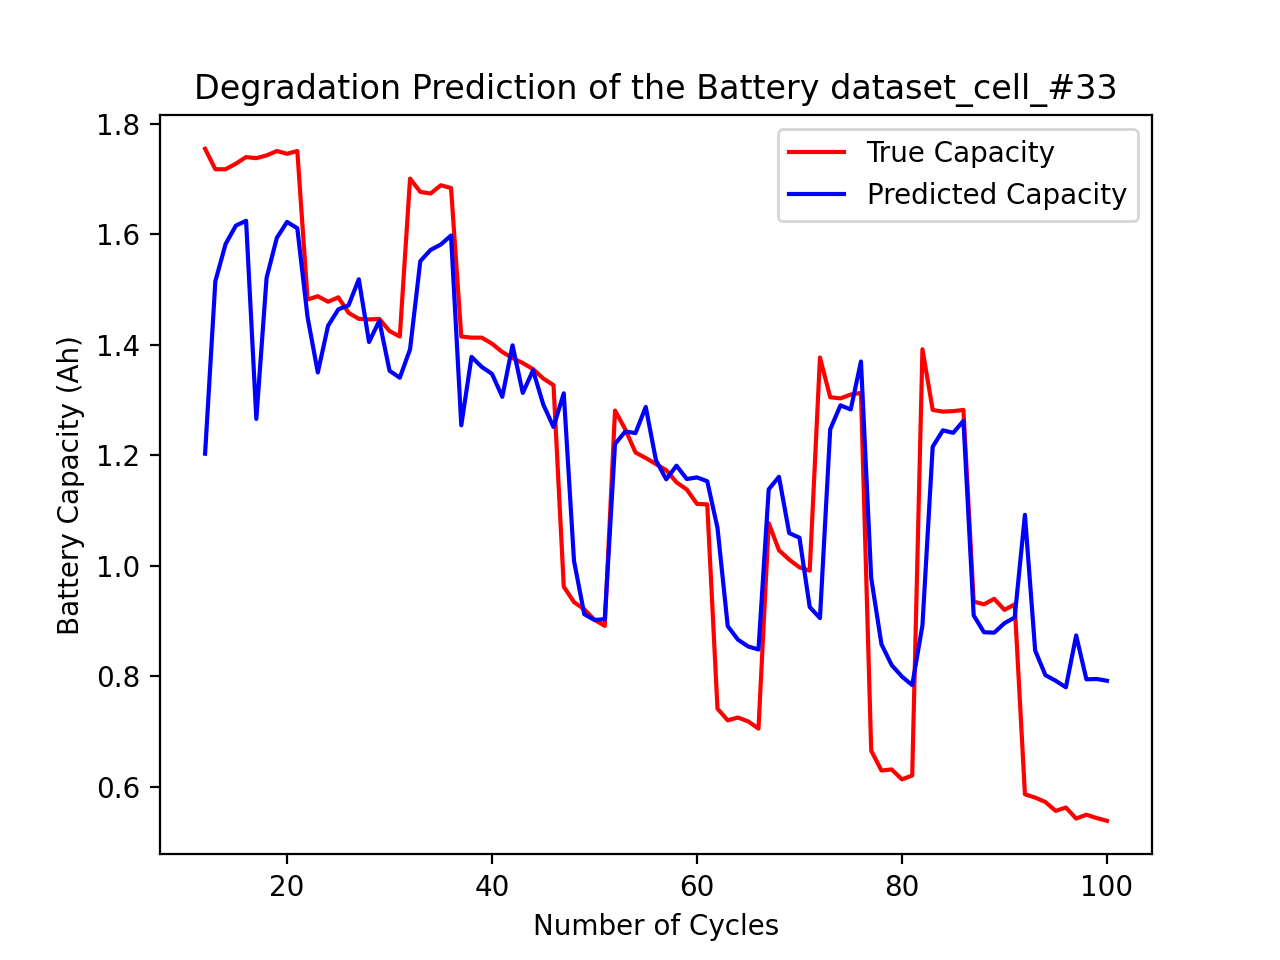 Degradation Prediction of the Battery dataset_cell_#33
True Capacity
Predicted Capacity
Battery Capacity (Ah)
1.8
1.6
1.4
1.2
1.0
0.8
0.6
20 40 60 80 100
Number of Cycles